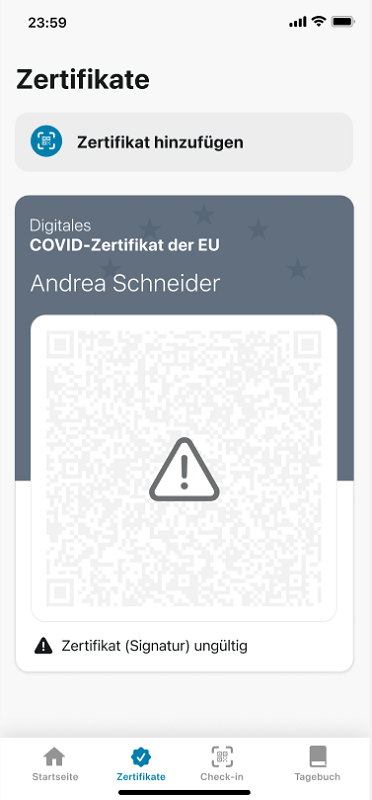 23:59
Zertifikate
Zertifikat hinzufügen
Digitales
COVID-Zertifikat der EU
Andrea Schneider
Zertifikat (Signatur) ungültig
Startseite
Zertifikate
Check-in
Tagebuch